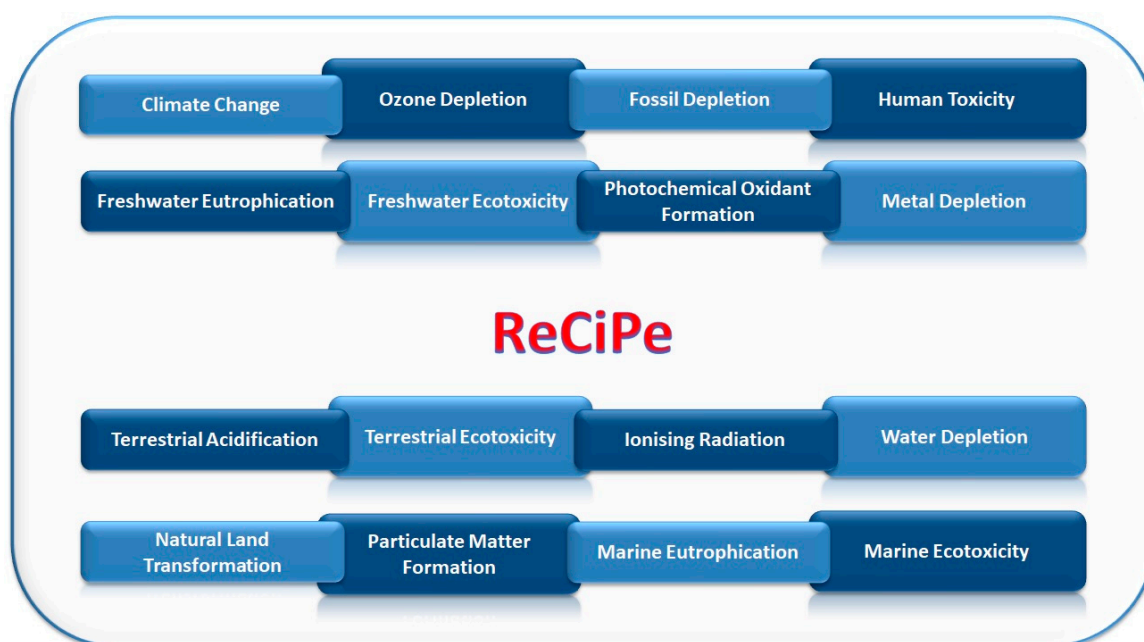 Climate Change
Ozone Depletion
Fossil Depletion
Human Toxicity
Freshwater Eutrophication
Freshwater Ecotoxicity
Photochemical Oxidant
Formation
Metal Depletion
ReCiPe
Terrestrial Acidification
Terrestrial Ecotoxicity
Ionising Radiation
Water Depletion
Natural Land
Transformation
Particulate Matter
Formation
Marine Eutrophication
Marine Ecotoxicity